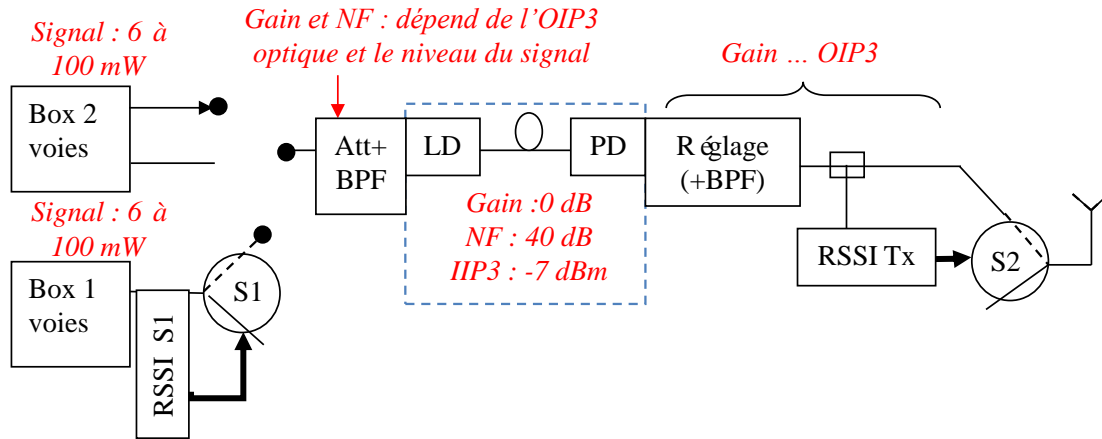 Signal : 6 à
100 mW
Gain et NF : dépend de l'OIP3
optique et le niveau du signal
Gain … OIP3
Box 2
voies
Att+
BPF
LD
PD
Réglage
(+BPF)
Signal : 6 à
100 mW
Gain :0 dB
NF : 40 dB
IIP3 : -7 dBm
Box 1
voies
RSSI S1
S1
RSSI Tx
S2